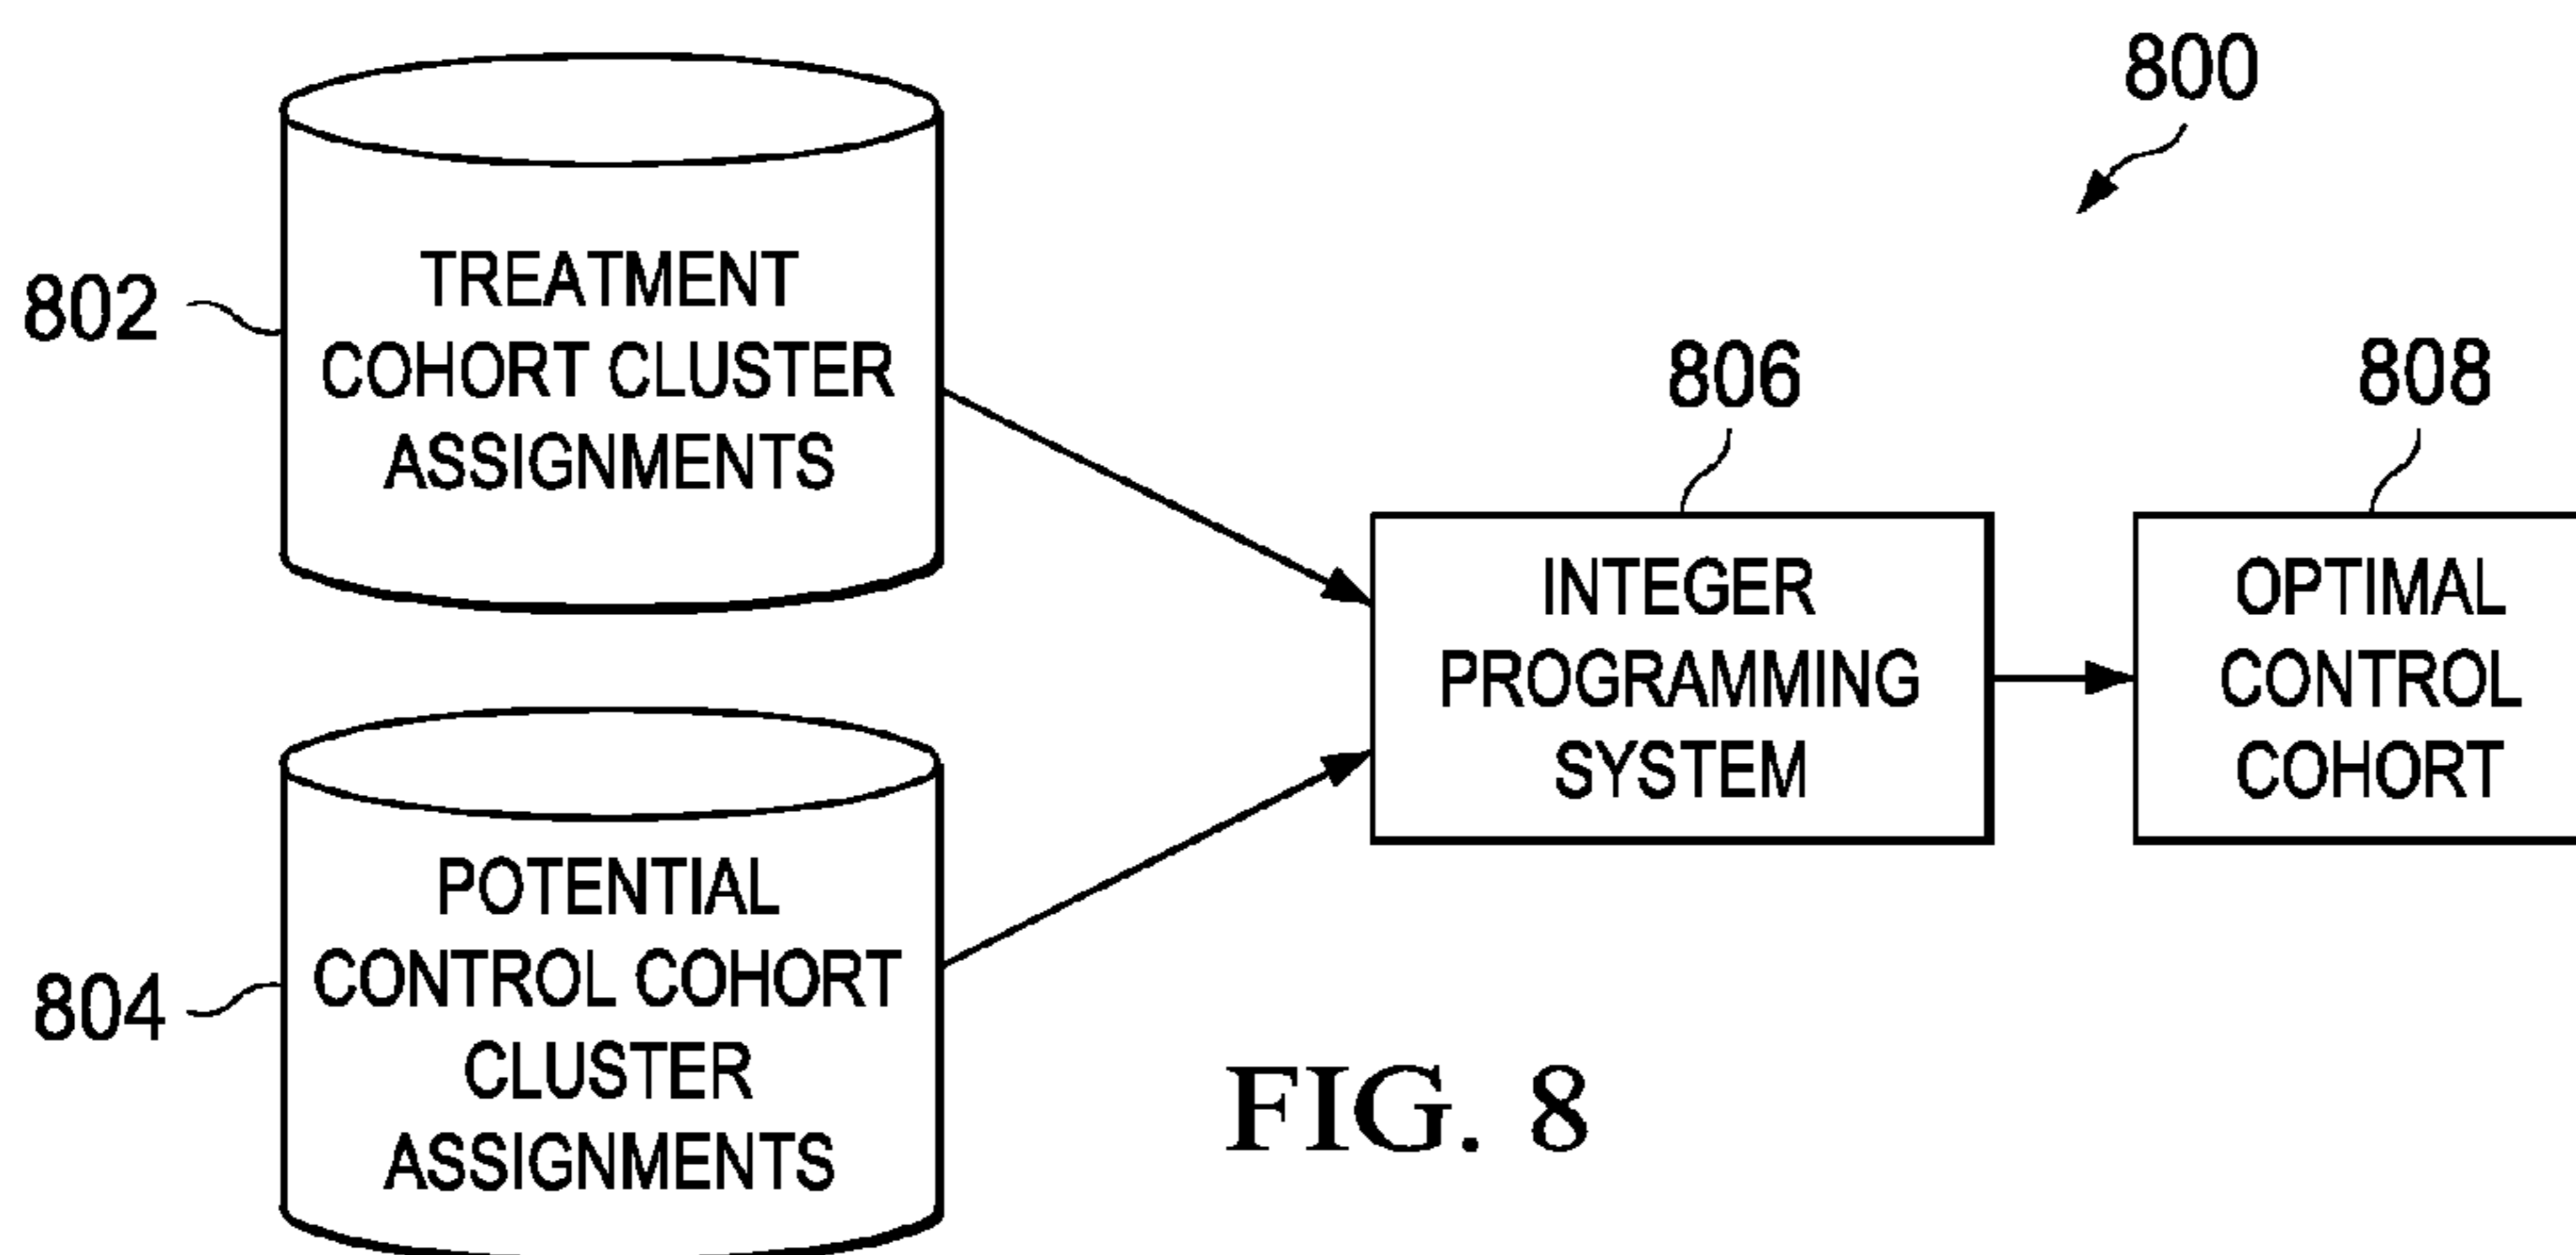 800
802
TREATMENT
COHORT CLUSTER
ASSIGNMENTS
804
POTENTIAL
CONTROL COHORT
CLUSTER
ASSIGNMENTS
806
INTEGER
PROGRAMMING
SYSTEM
808
OPTIMAL
CONTROL
COHORT
FIG. 8